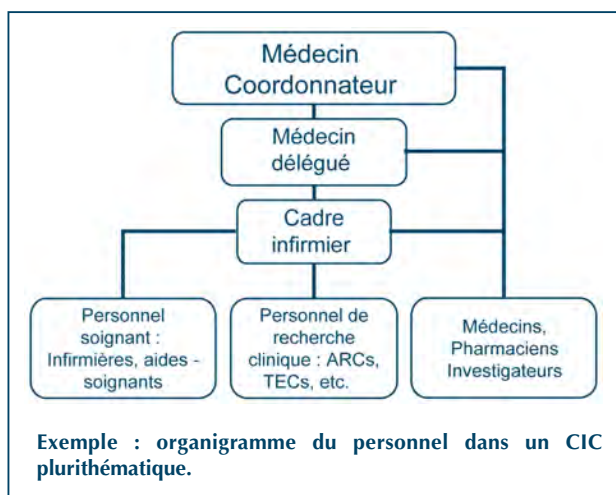 Médecin
Coordonnateur
Médecin
délégué
Cadre
infirmier
Personnel
soignant :
Infirmières, aides -
soignants
Personnel de
recherche
clinique : ARCs,
TECs, etc.
Médecins,
Pharmaciens
Investigateurs
Exemple : organigramme du personnel dans un CIC
plurithématique.